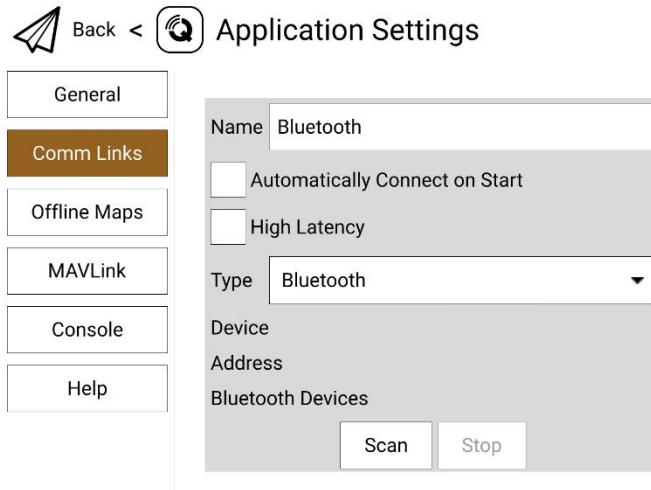 Back < Application Settings
General
Comm Links
Offline Maps
MAVLink
Console
Help
Name Bluetooth
Automatically Connect on Start
High Latency
Type Bluetooth
Device
Address
Bluetooth Devices
Scan Stop